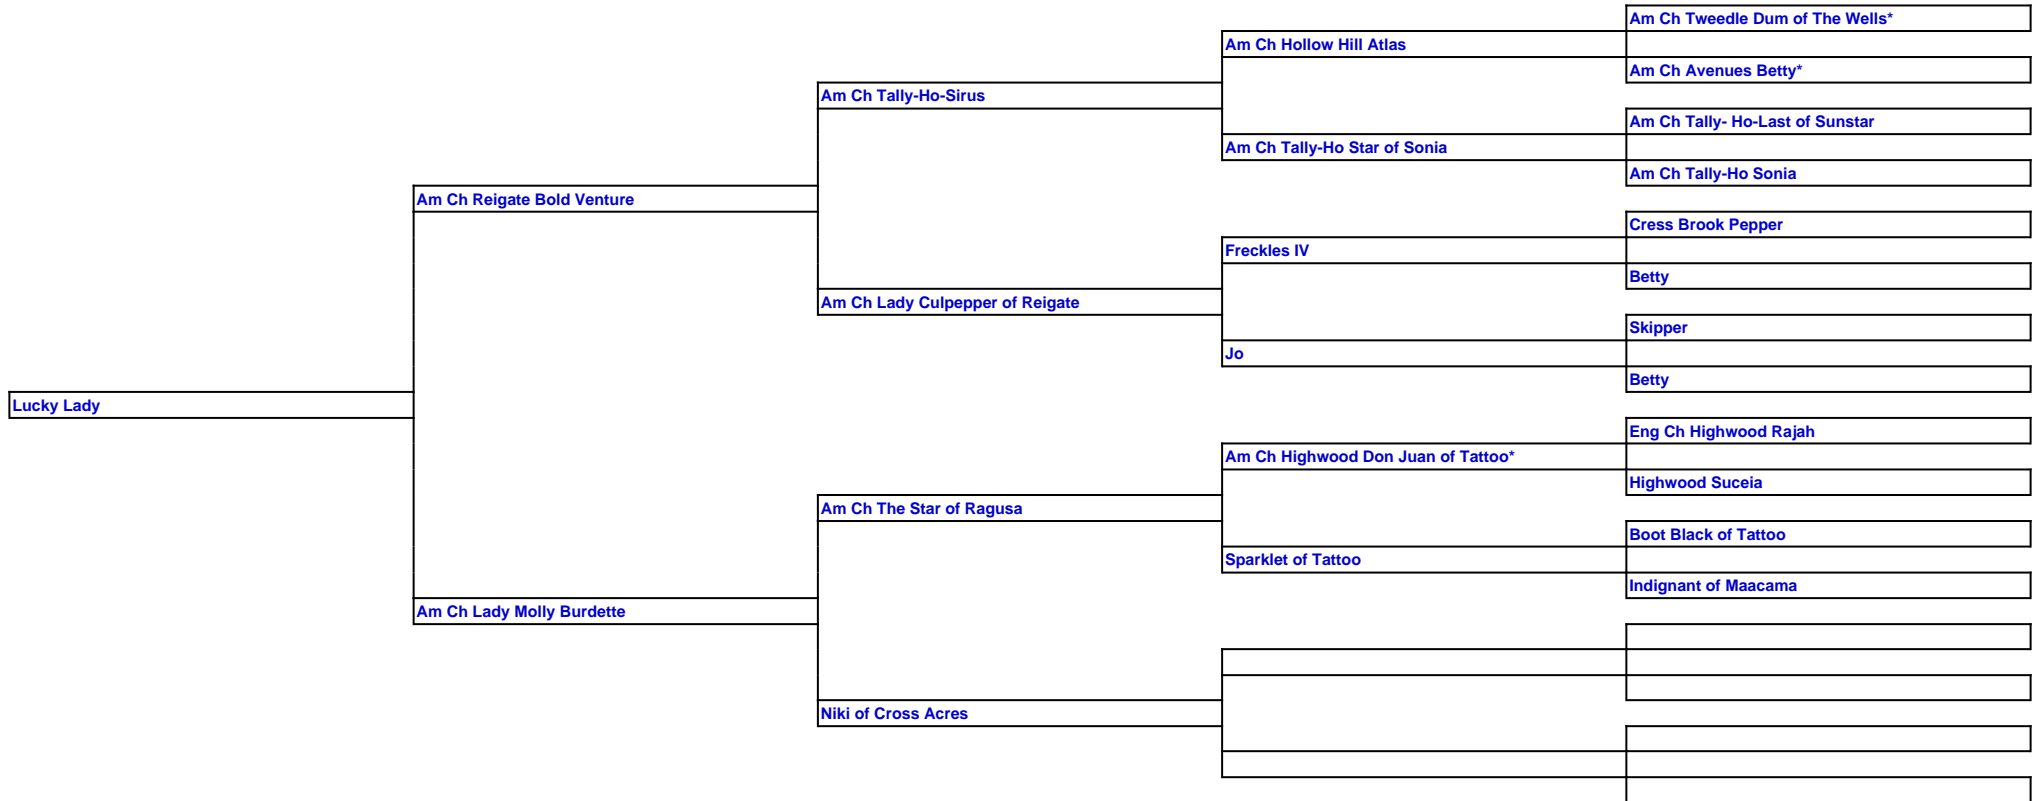 Am Ch Tweedle Dum of The Wells*
Am Ch Hollow Hill Atlas
Am Ch Avenues Betty*
Am Ch Tally-Ho-Sirus
Am Ch Tally- Ho-Last of Sunstar
Am Ch Tally-Ho Star of Sonia
Am Ch Tally-Ho Sonia
Am Ch Reigate Bold Venture
Cress Brook Pepper
Freckles IV
Betty
Am Ch Lady Culpepper of Reigate
Skipper
Jo
Betty
Lucky Lady
Eng Ch Highwood Rajah
Am Ch Highwood Don Juan of Tattoo*
Highwood Suceia
Am Ch The Star of Ragusa
Boot Black of Tattoo
Sparklet of Tattoo
Indignant of Maacama
Am Ch Lady Molly Burdette
Niki of Cross Acres